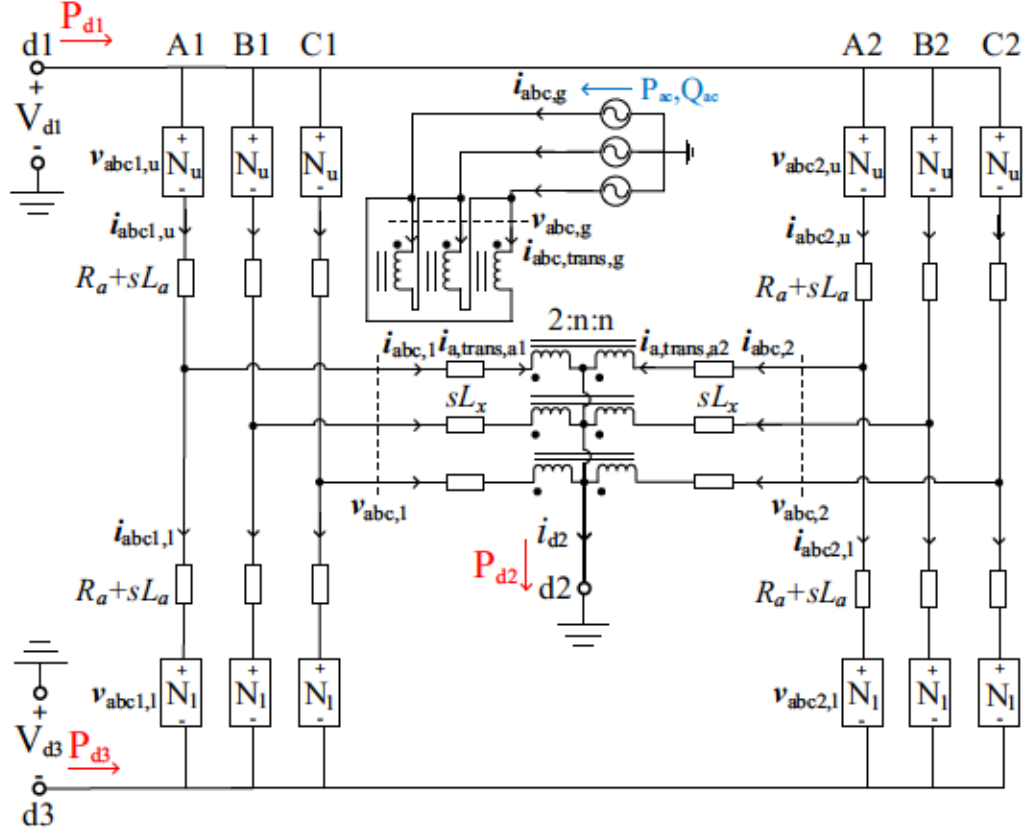 P_d1
d1 A1 B1 C1 A2 B2 C2
+
V_d1
-
i_abc,g P_ac,Q_ac
v_abc1,u + N_u - + N_u - + N_u -
v_abc2,u + N_u - + N_u - + N_u -
v_abc,g
i_abc,trans,g
i_abc1,u i_abc2,u
R_a+sL_a R_a+sL_a
2:n:n
i_abc,1 i_a,trans,a1 i_a,trans,a2 i_abc,2
sL_x sL_x
v_abc,1 v_abc,2
i_abc1,l i_d2 i_abc2,l
P_d2 d2
R_a+sL_a R_a+sL_a
v_abc1,l + N_l - + N_l - + N_l -
v_abc2,l + N_l - + N_l - + N_l -
+
V_d3 P_d3
-
d3